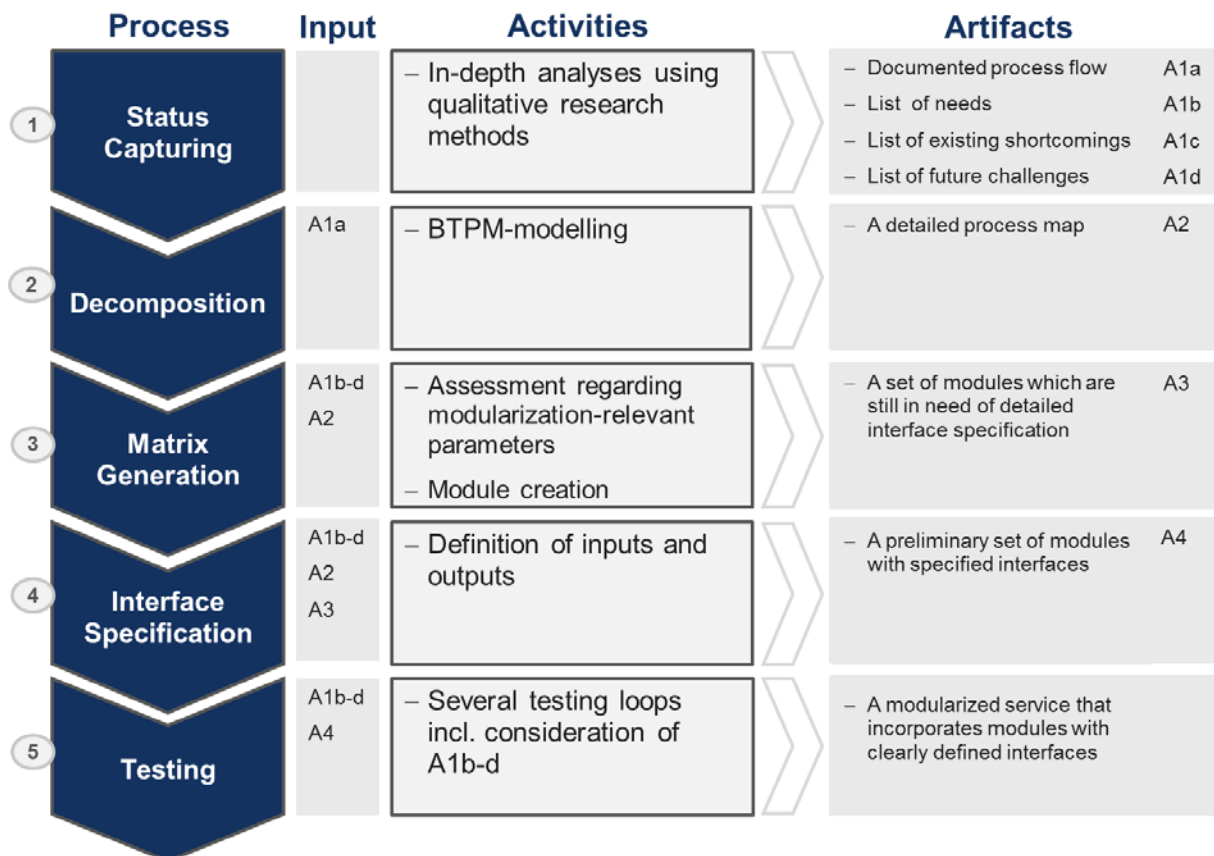 Process Input Activities Artifacts
1
Status
Capturing
– In-depth analyses using
qualitative research
methods
– Documented process flow A1a
– List of needs A1b
– List of existing shortcomings A1c
– List of future challenges A1d
2
Decomposition
A1a
– BTPM-modelling
– A detailed process map A2
3
Matrix
Generation
A1b-d
A2
– Assessment regarding
modularization-relevant
parameters
– Module creation
– A set of modules which are A3
still in need of detailed
interface specification
4
Interface
Specification
A1b-d
A2
A3
– Definition of inputs and
outputs
– A preliminary set of modules A4
with specified interfaces
5
Testing
A1b-d
A4
– Several testing loops
incl. consideration of
A1b-d
– A modularized service that
incorporates modules with
clearly defined interfaces